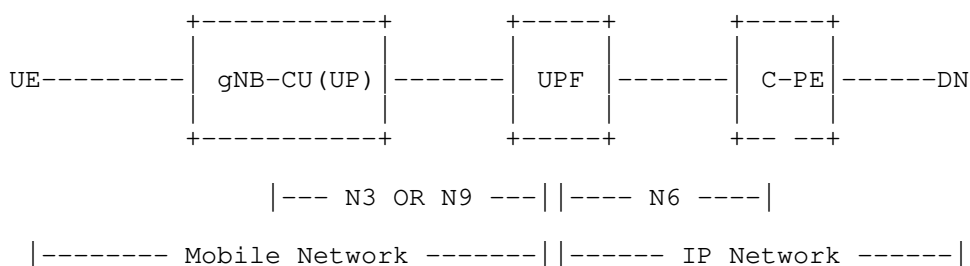 +-----------+ +-----+ +-----+
| | | | | |
UE---------| gNB-CU(UP)|-------| UPF |-------| C-PE|------DN
| | | | | |
+-----------+ +-----+ +-- --+
|--- N3 OR N9 ---||---- N6 ----|
|-------- Mobile Network -------||------ IP Network ------|